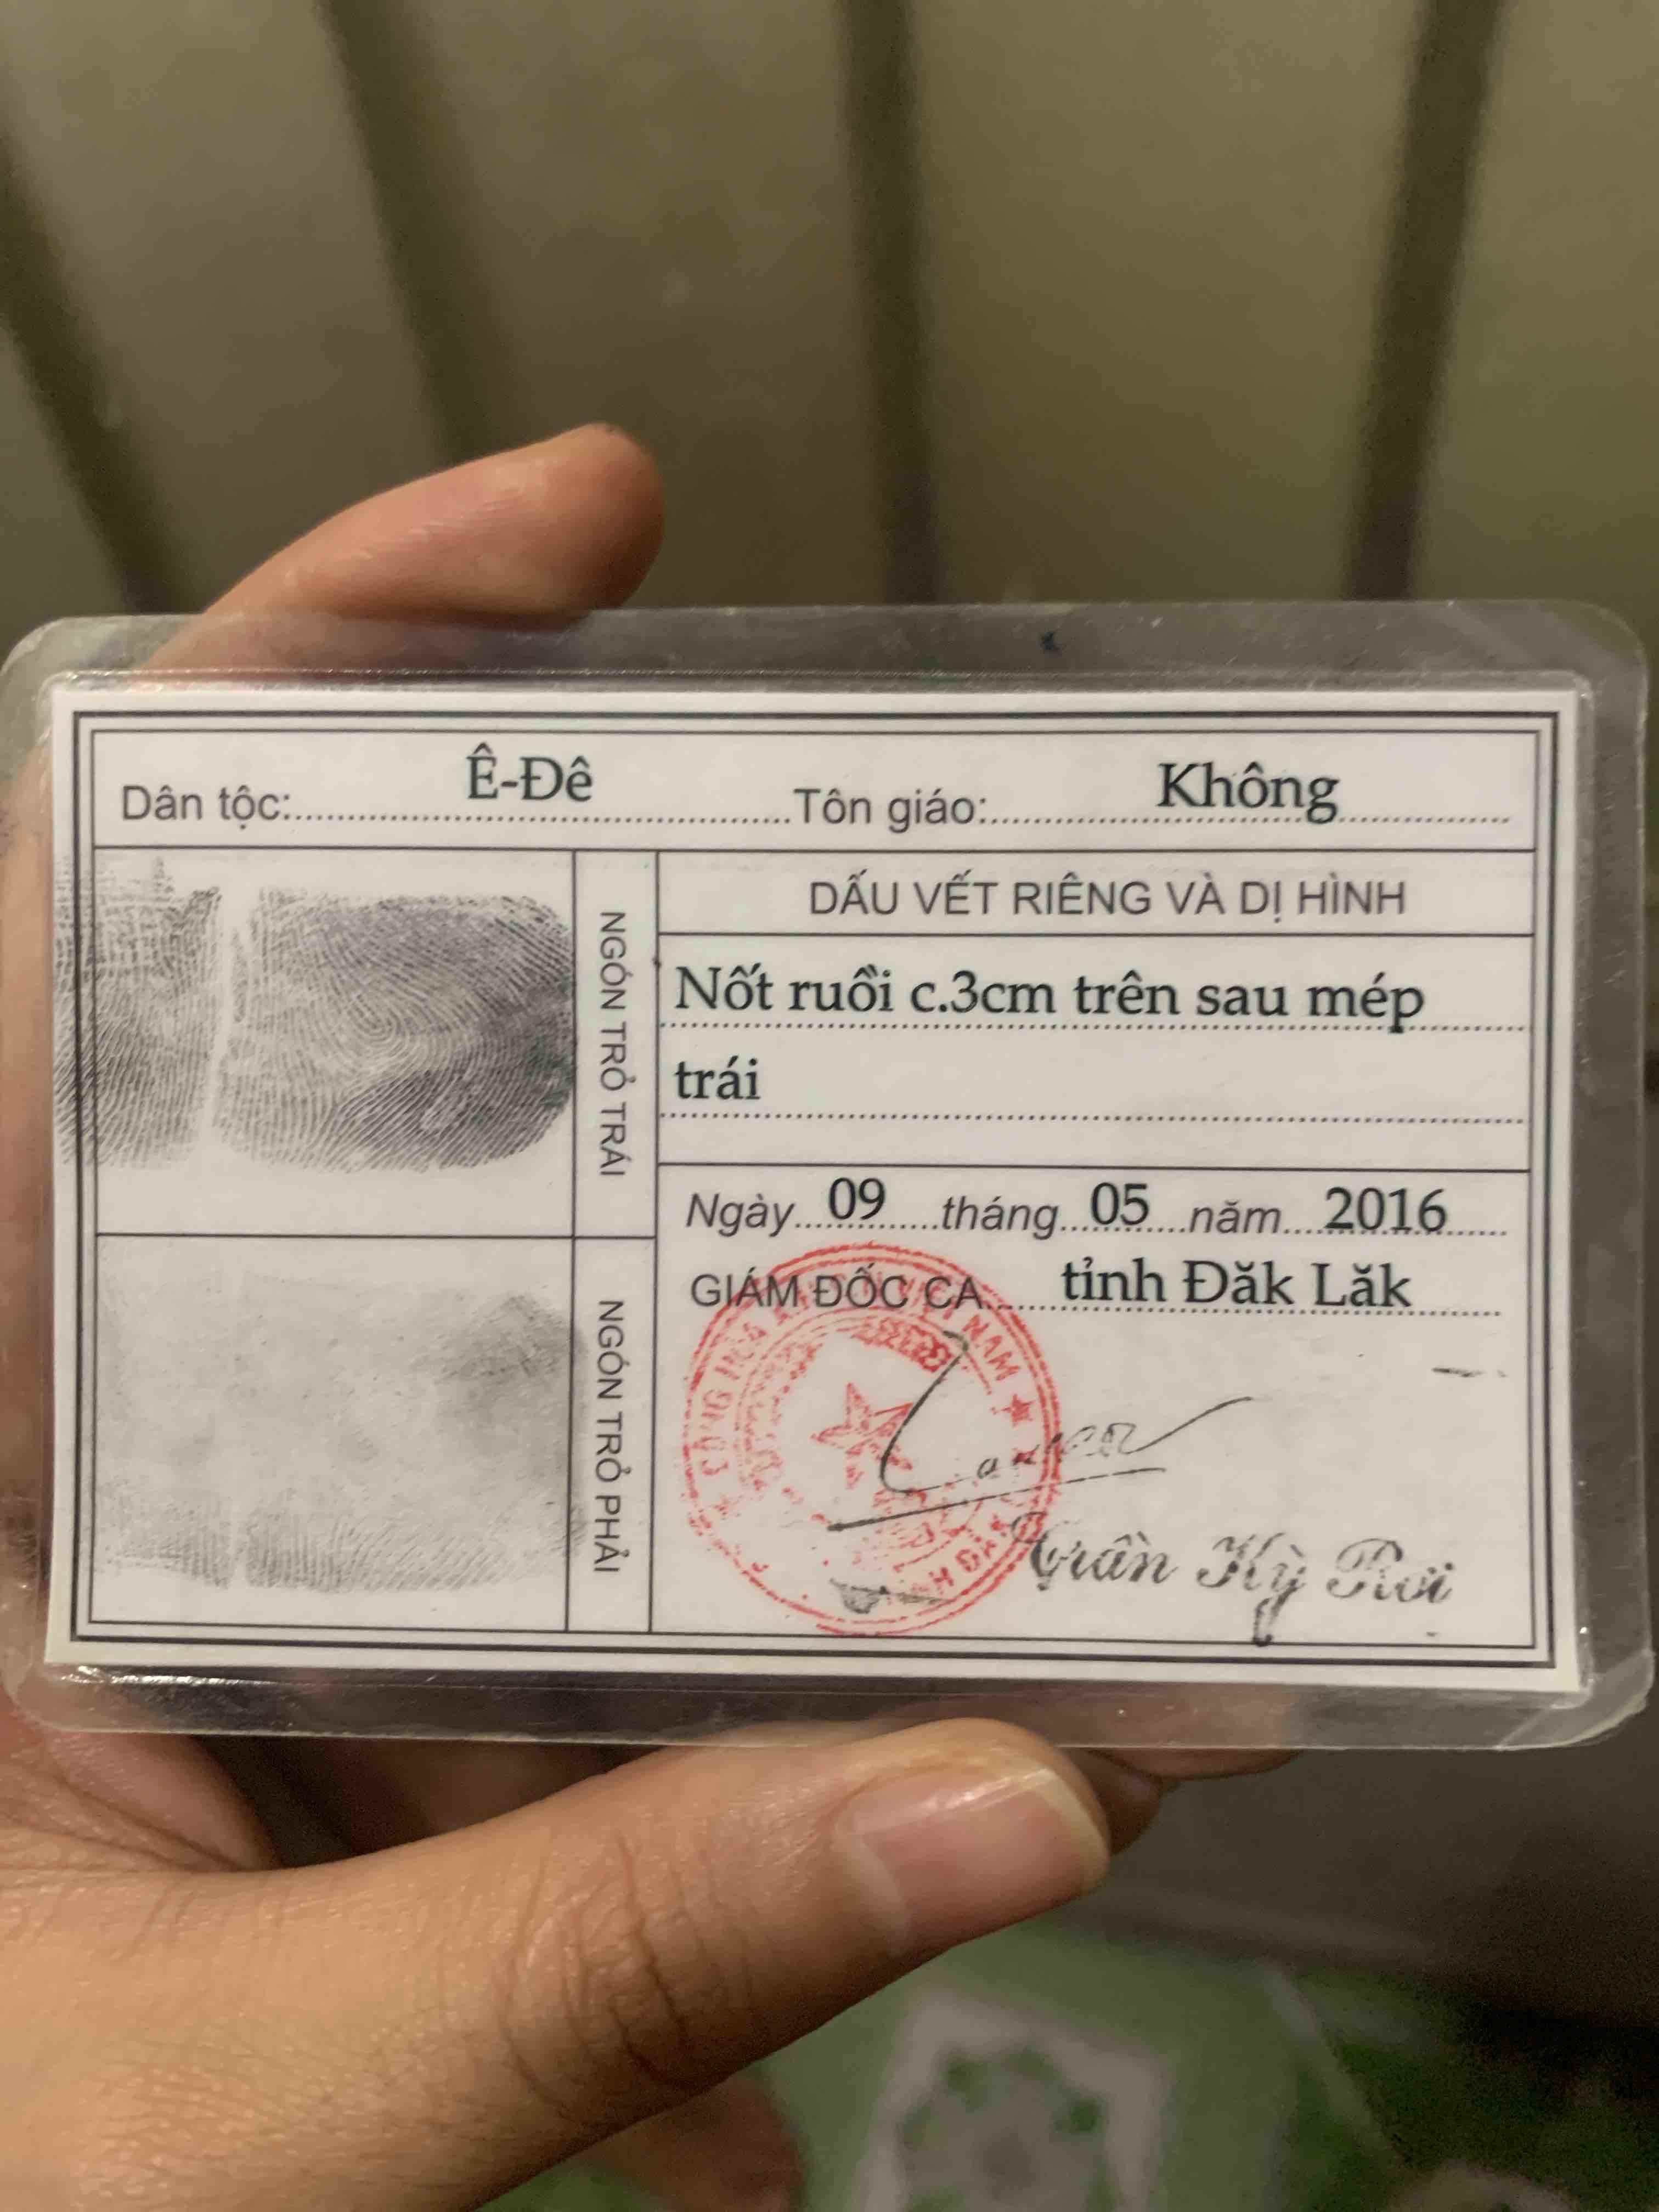 Dân tộc: Ê-Đê Tôn giáo: Không
NGÓN TRỎ TRÁI
DẤU VẾT RIÊNG VÀ DỊ HÌNH
Nốt ruồi c.3cm trên sau mép
trái
Ngày 09 tháng 05 năm 2016
GIÁM ĐỐC CA tỉnh Đăk Lăk
NGÓN TRỎ PHẢI
NAM
Trần Kỳ Rơi